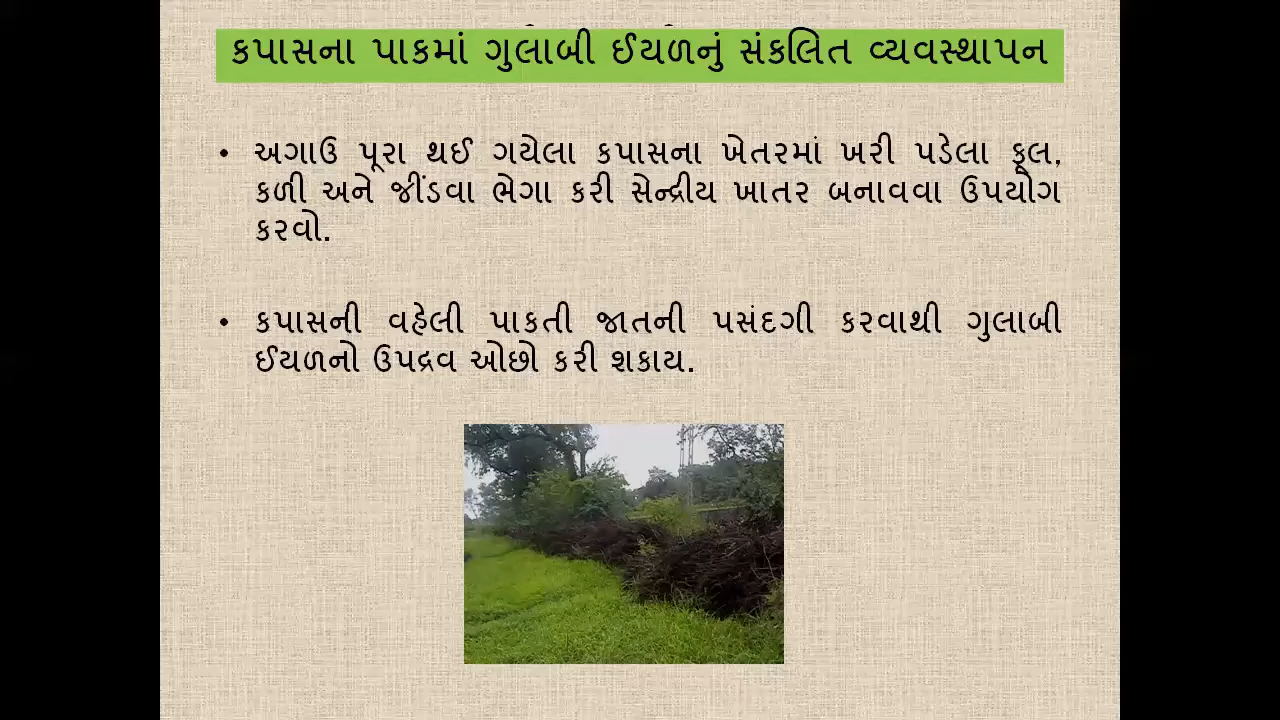 કપાસના પાકમાં ગુલાબી ઈયળનું સંકલિત વ્યવસ્થાપન
• અગાઉ પૂરા થઈ ગયેલા કપાસના ખેતરમાં ખરી પડેલા ફૂલ,
કળી અને જીંડવા ભેગા કરી સેન્દ્રીય ખાતર બનાવવા ઉપયોગ
કરવો.
• કપાસની વહેલી પાકતી જાતની પસંદગી કરવાથી ગુલાબી
ઈયળનો ઉપદ્રવ ઓછો કરી શકાય.